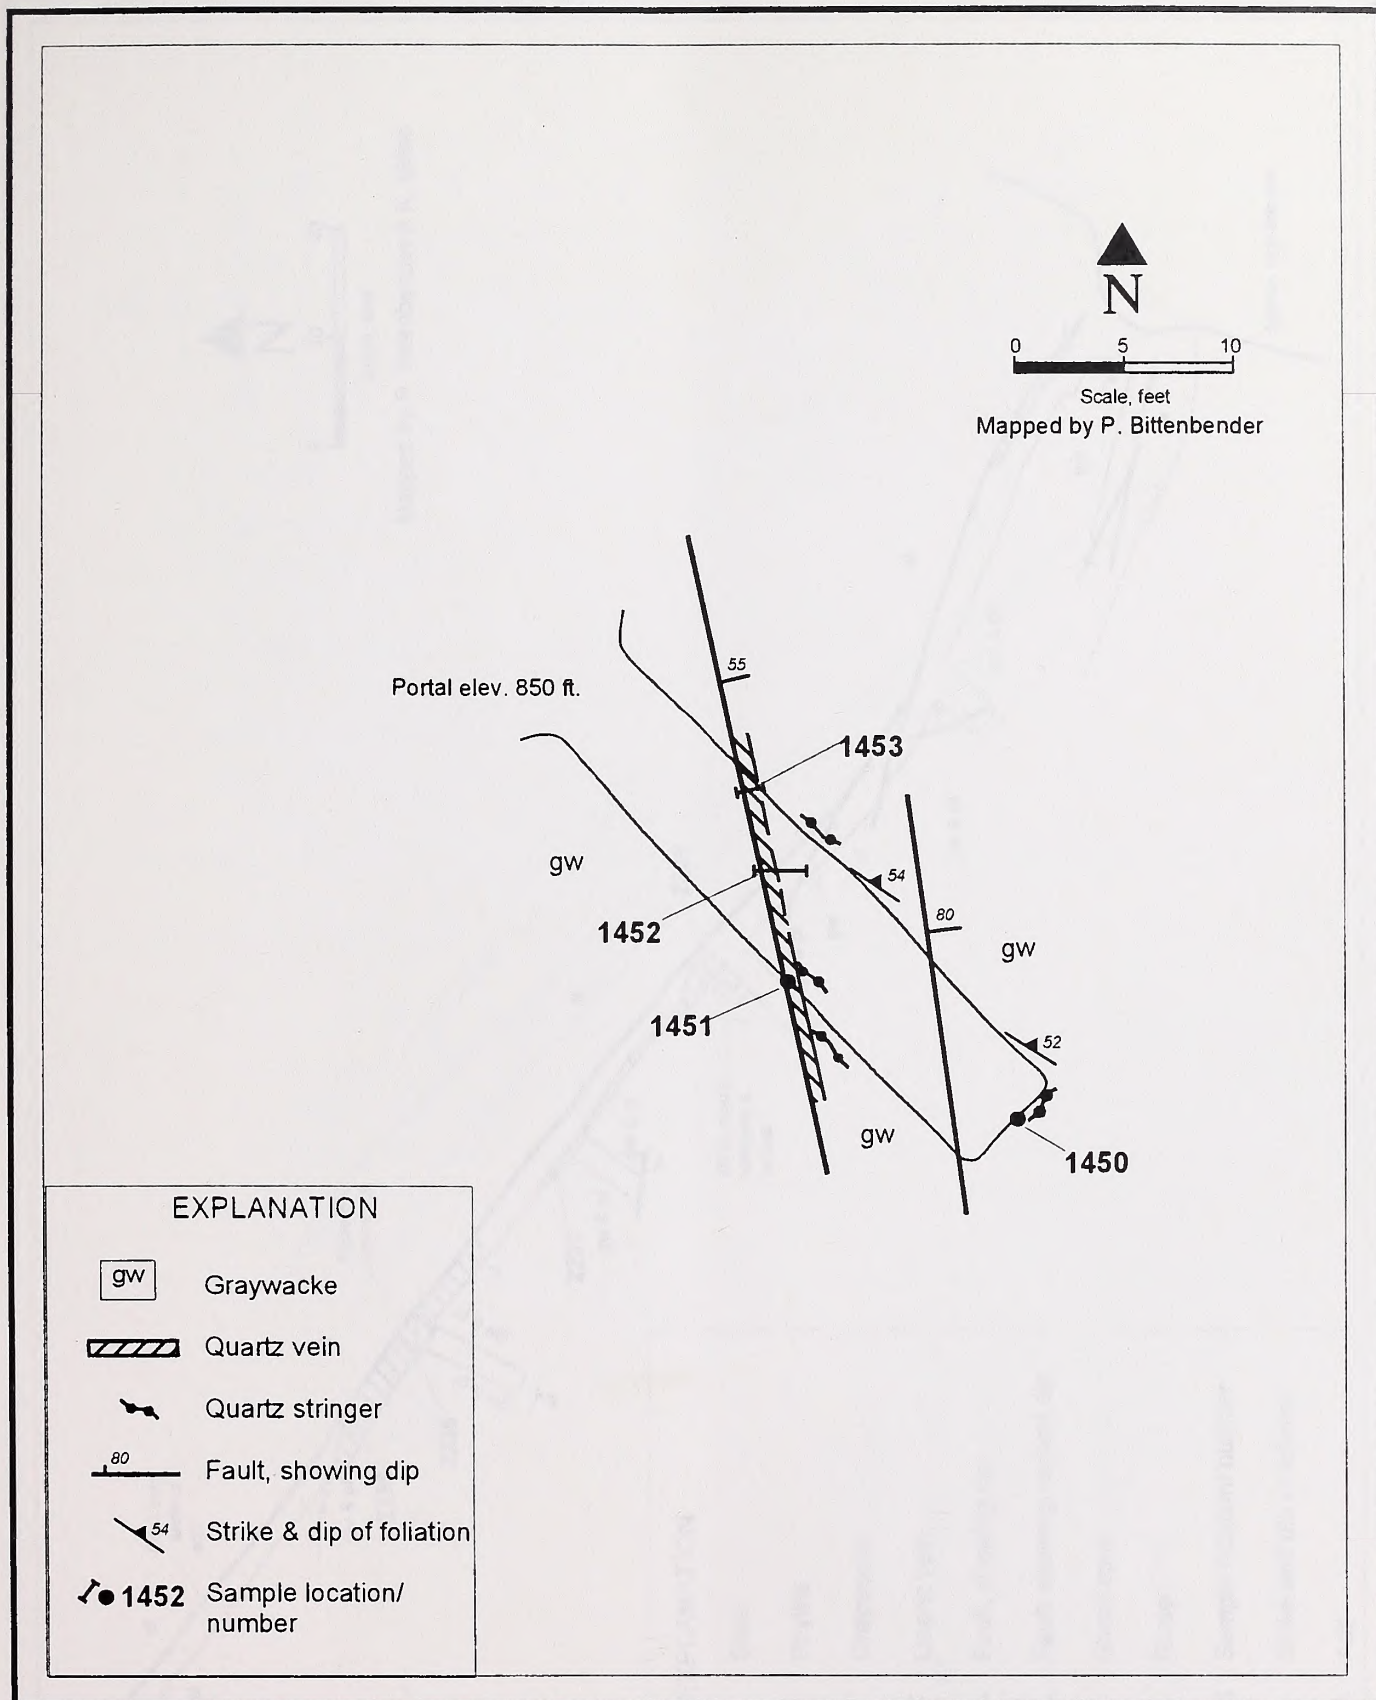 N
0 5 10
Scale, feet
Mapped by P. Bittenbender
55
Portal elev. 850 ft.
1453
gw
54
1452
80
gw
1451
52
gw
1450
EXPLANATION
gw Graywacke
Quartz vein
Quartz stringer
80 Fault, showing dip
54 Strike & dip of foliation
1452 Sample location/
number